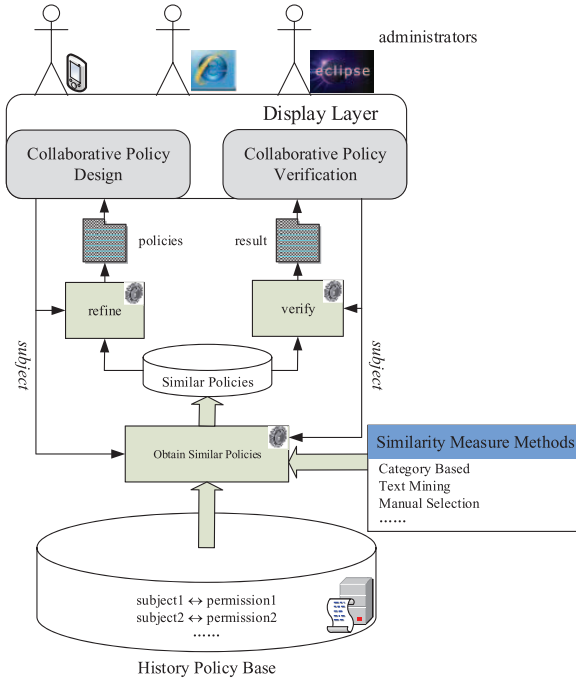 administrators
eclipse
Display Layer
Collaborative Policy
Design
Collaborative Policy
Verification
policies
result
refine
verify
subject
subject
Similar Policies
Obtain Similar Policies
Similarity Measure Methods
Category Based
Text Mining
Manual Selection
......
subject1 ↔ permission1
subject2 ↔ permission2
......
History Policy Base